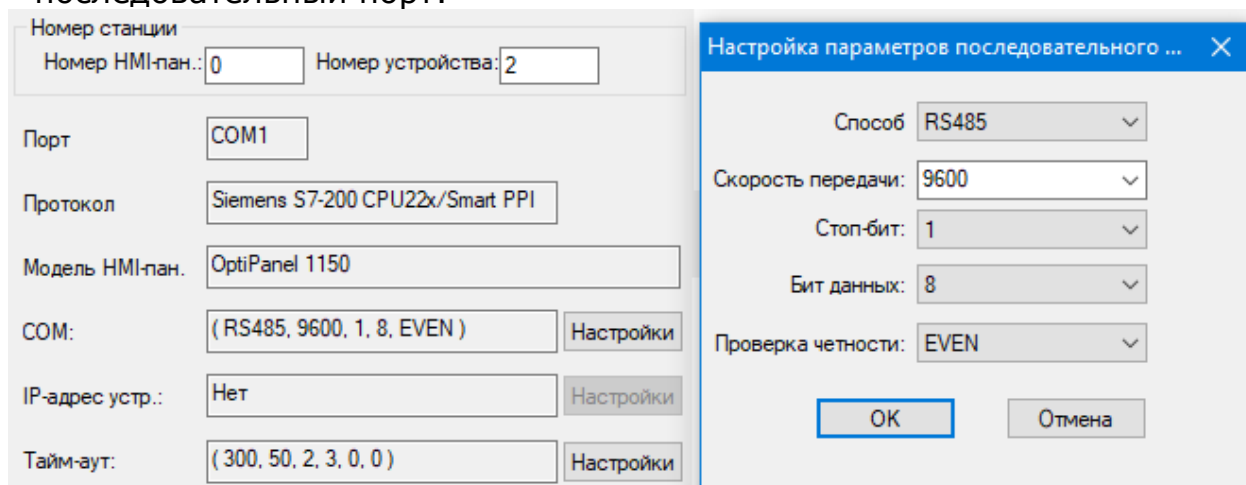 последовательный порт:
Номер станции
Номер HMI-пан.: 0 Номер устройства: 2
Порт COM1
Протокол Siemens S7-200 CPU22x/Smart PPI
Модель HMI-пан. OptiPanel 1150
COM: ( RS485, 9600, 1, 8, EVEN ) Настройки
IP-адрес устр.: Нет Настройки
Тайм-аут: ( 300, 50, 2, 3, 0, 0 ) Настройки
Настройка параметров последовательного ...
Способ RS485
Скорость передачи: 9600
Стоп-бит: 1
Бит данных: 8
Проверка четности: EVEN
OK Отмена